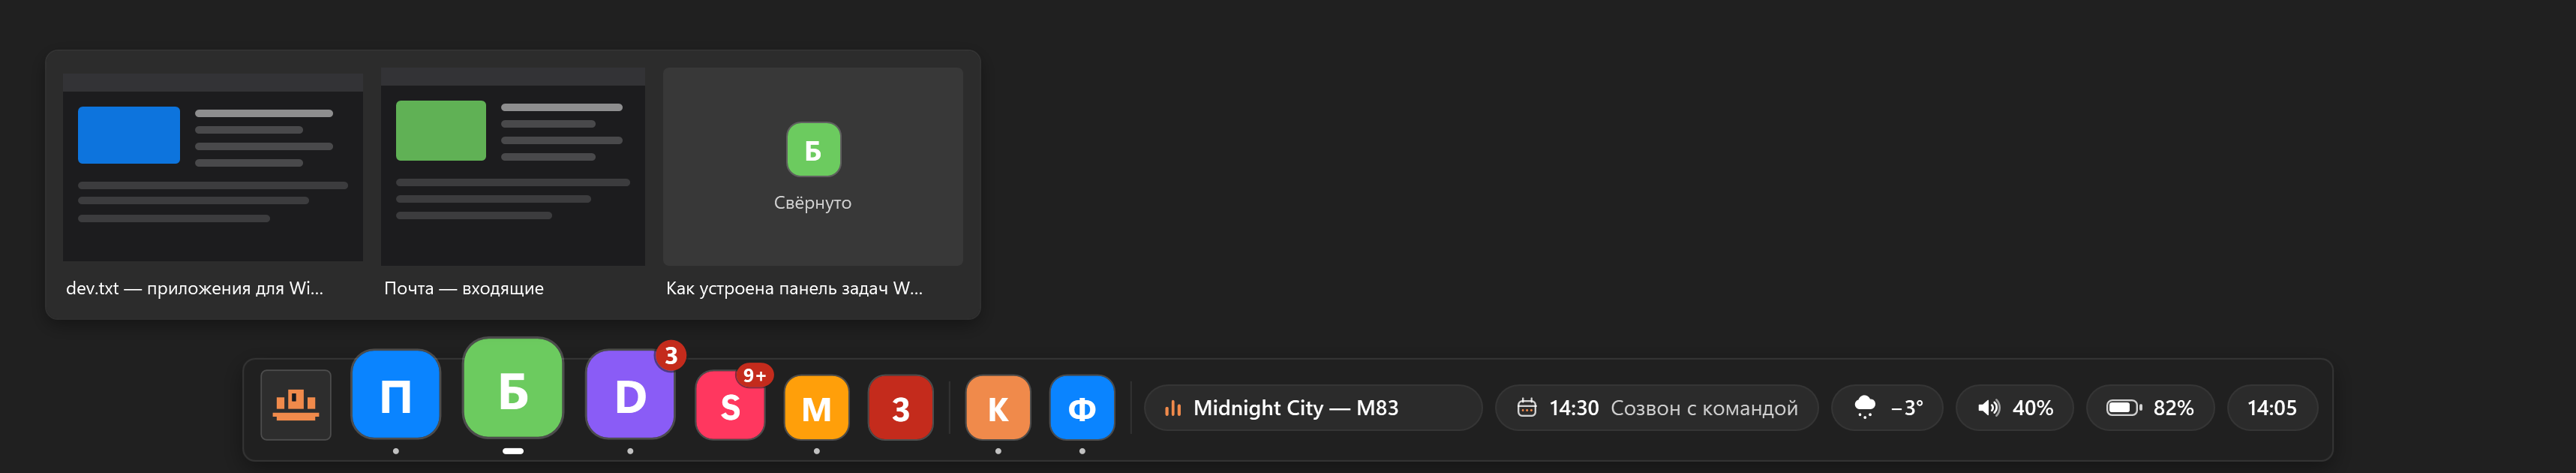 Б
Свёрнуто
dev.txt — приложения для Wi...
Почта — входящие
Как устроена панель задач W...
П
Б
D
3
S
9+
М
З
К
Ф
Midnight City — M83
14:30 Созвон с командой
−3°
40%
82%
14:05